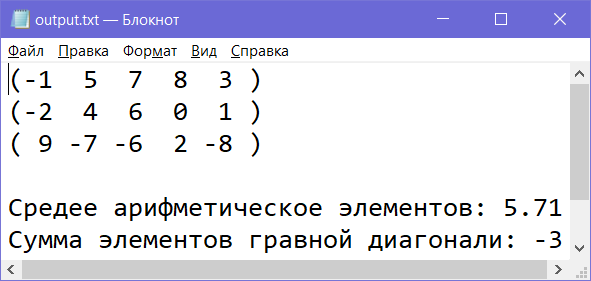 output.txt — Блокнот
Файл Правка Формат Вид Справка
(-1  5  7  8  3 )
(-2  4  6  0  1 )
( 9 -7 -6  2 -8 )

Средее арифметическое элементов: 5.71
Сумма элементов гравной диагонали: -3